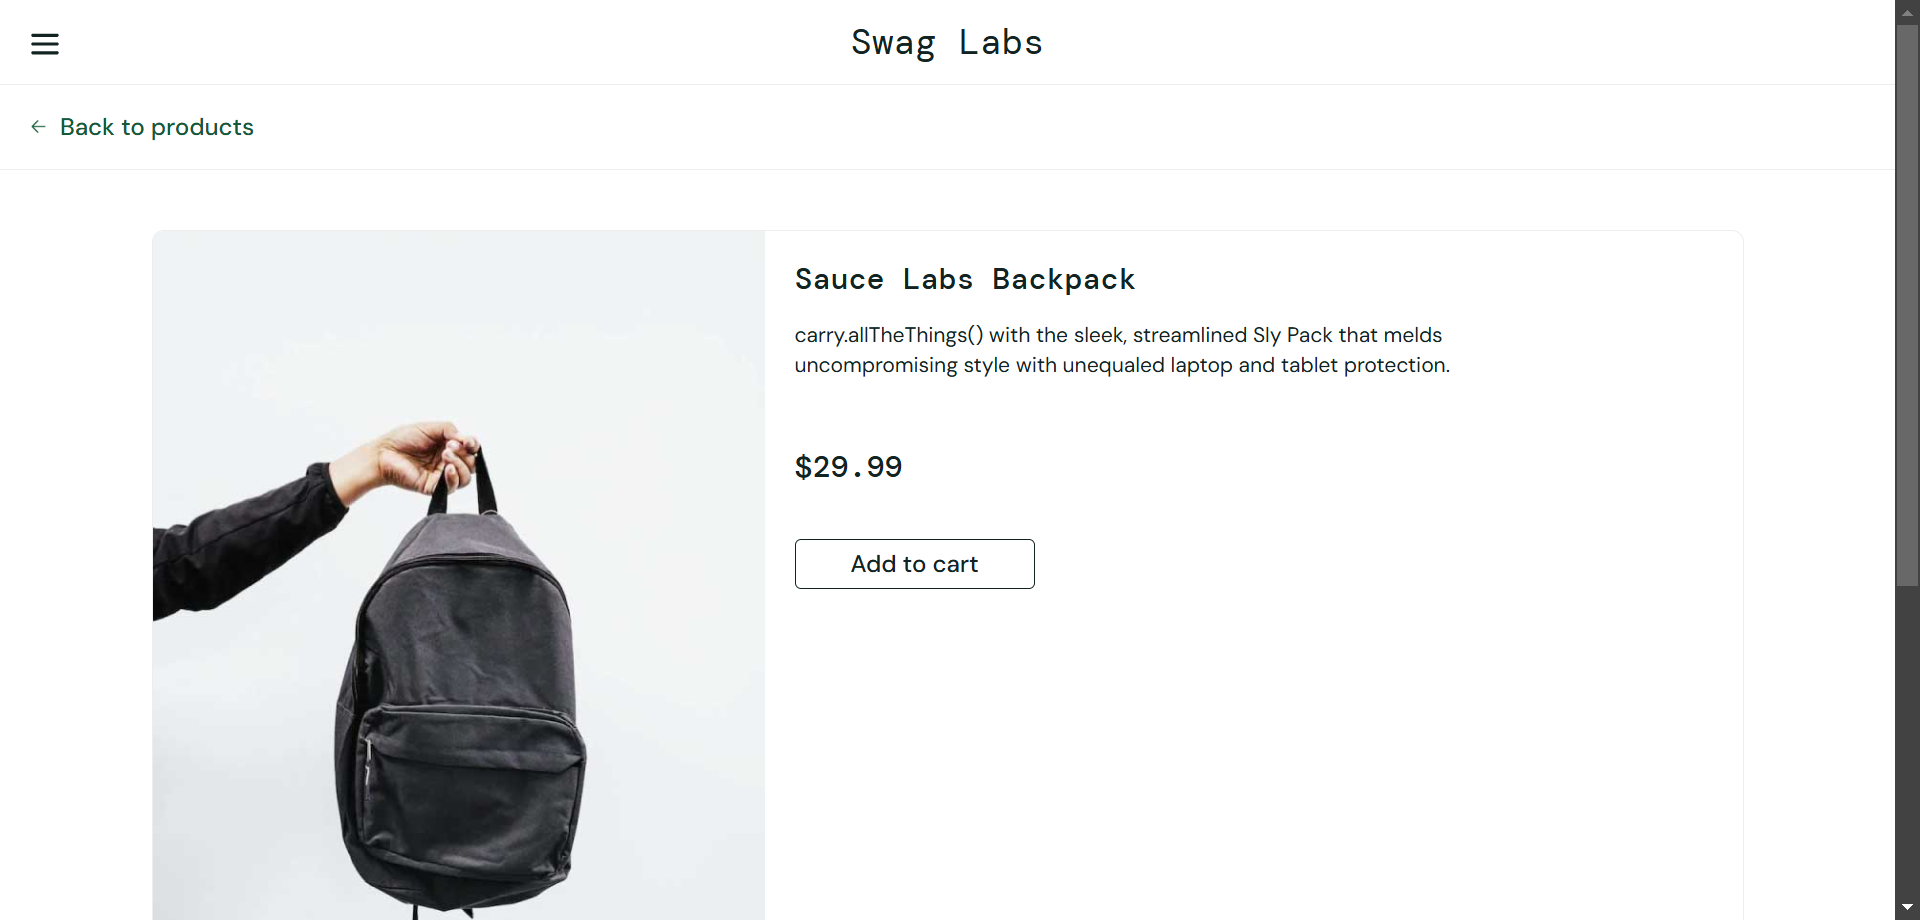 Swag Labs
Back to products
Sauce Labs Backpack
carry.allTheThings() with the sleek, streamlined Sly Pack that melds
uncompromising style with unequaled laptop and tablet protection.
$29.99
Add to cart